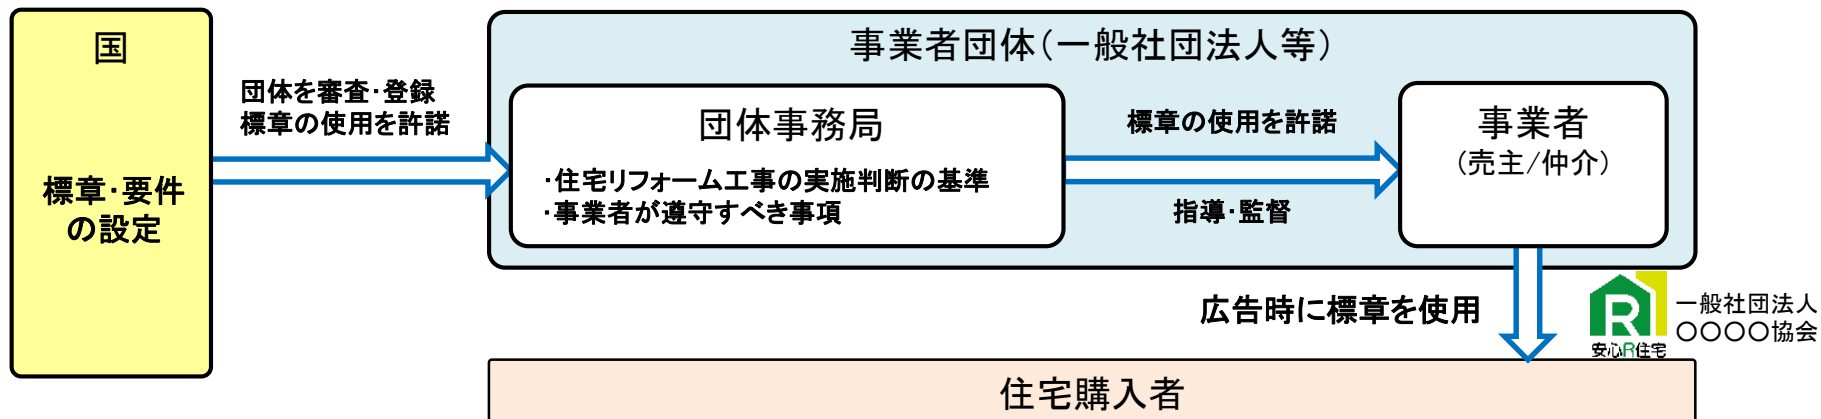 国
標章・要件
の設定
団体を審査・登録
標章の使用を許諾
事業者団体(一般社団法人等)
団体事務局
・住宅リフォーム工事の実施判断の基準
・事業者が遵守すべき事項
標章の使用を許諾
指導・監督
事業者
(売主/仲介)
広告時に標章を使用
R
安心R住宅
一般社団法人
〇〇〇〇協会
住宅購入者